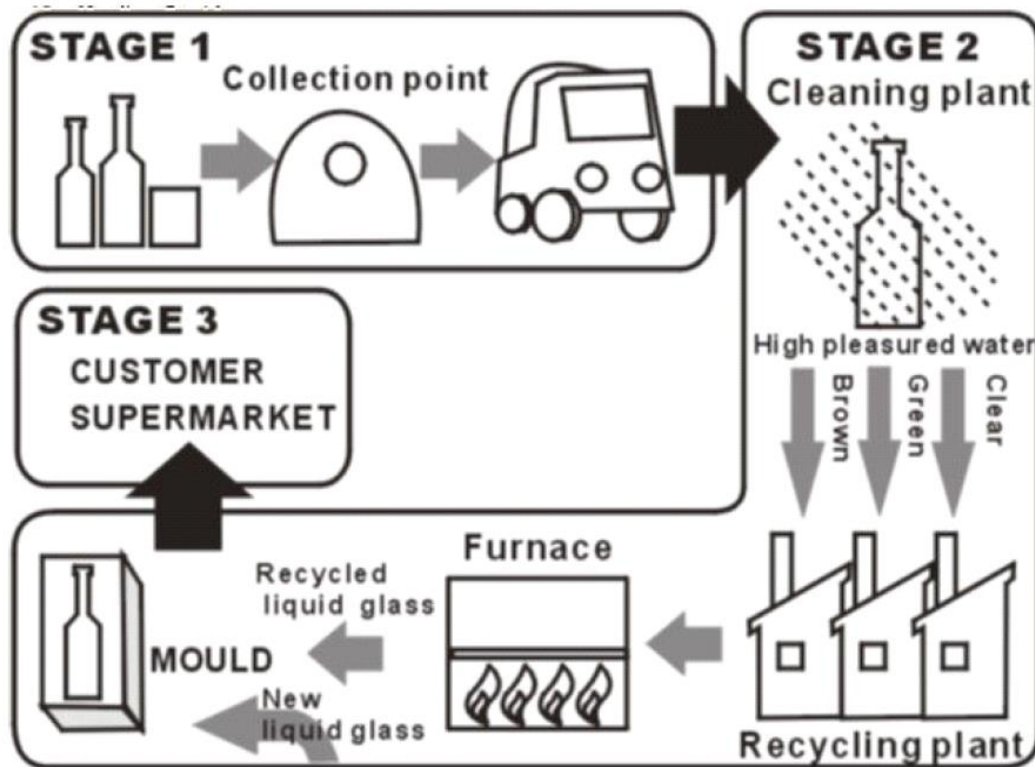 STAGE 1
Collection point
STAGE 2
Cleaning plant
High pleasured water
Brown
Green
Clear
Recycling plant
Furnace
Recycled
liquid glass
New
liquid glass
MOULD
STAGE 3
CUSTOMER
SUPERMARKET